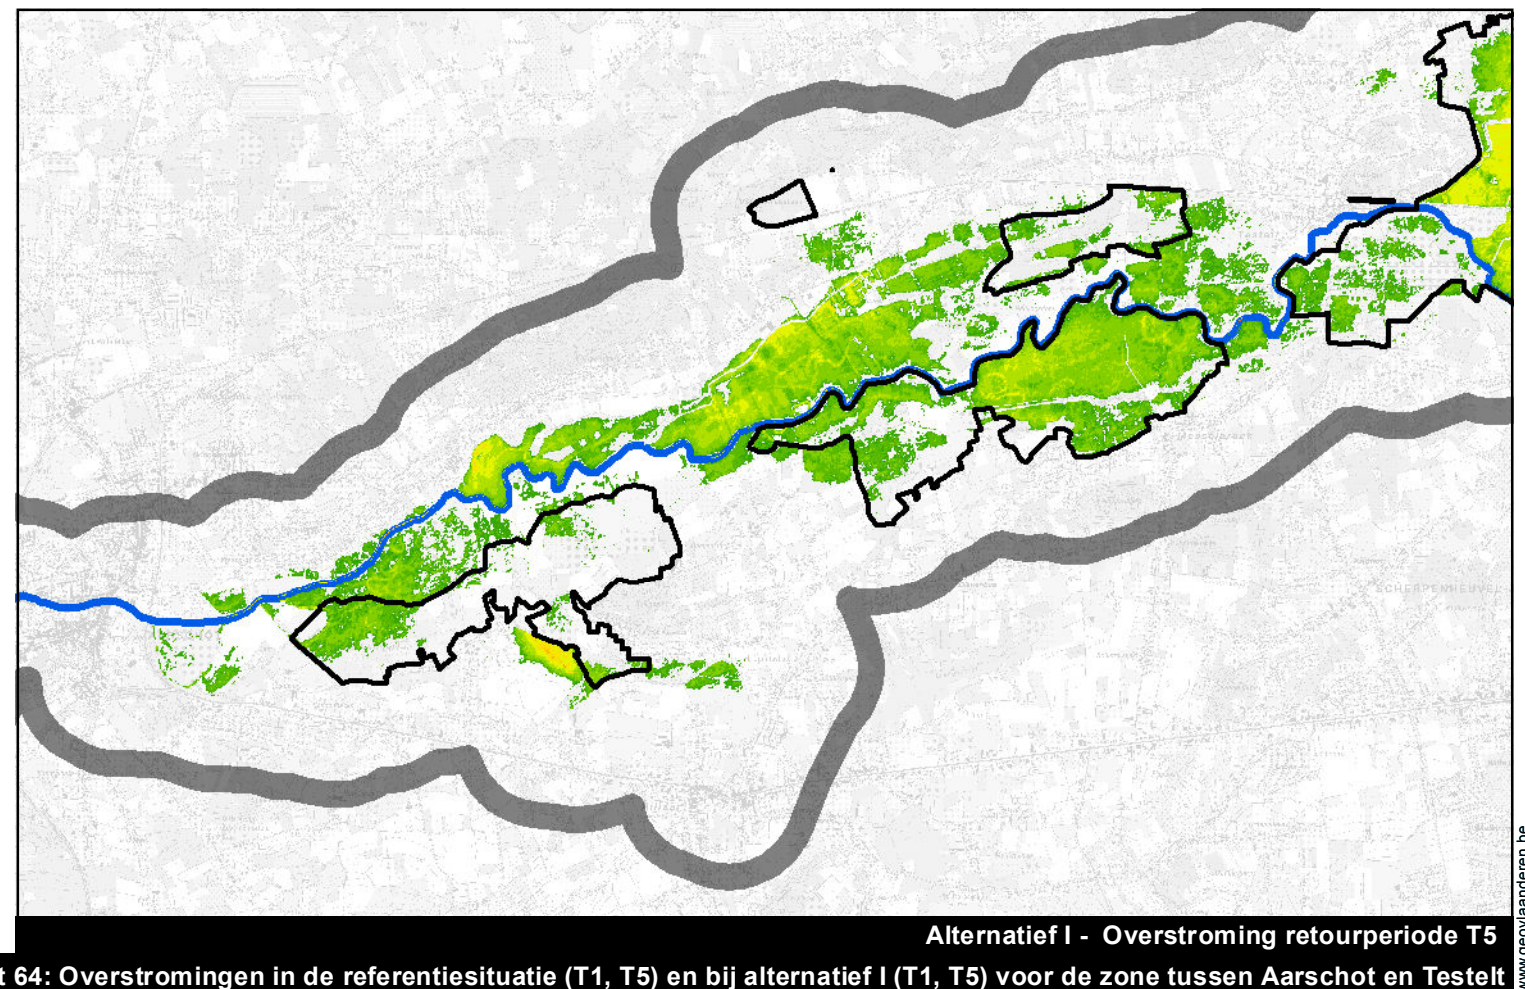 SCHERPENHEUVEL
Alternatief I - Overstroming retourperiode T5
t 64: Overstromingen in de referentiesituatie (T1, T5) en bij alternatief I (T1, T5) voor de zone tussen Aarschot en Testelt
www.geovlaanderen.be